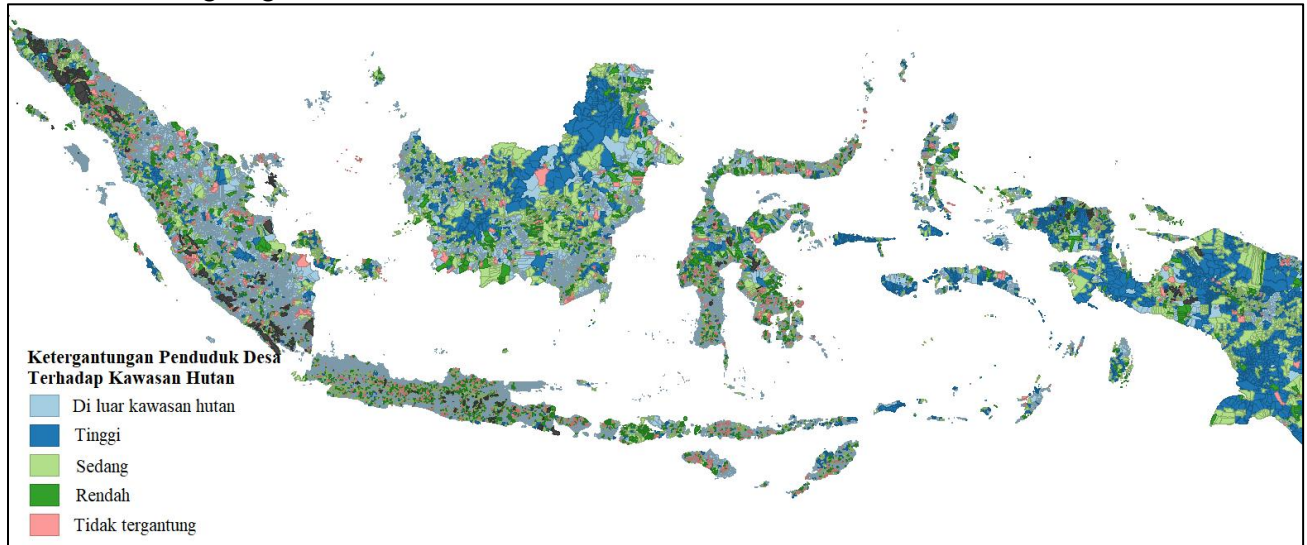 Ketergantungan Penduduk Desa
Terhadap Kawasan Hutan
Di luar kawasan hutan
Tinggi
Sedang
Rendah
Tidak tergantung